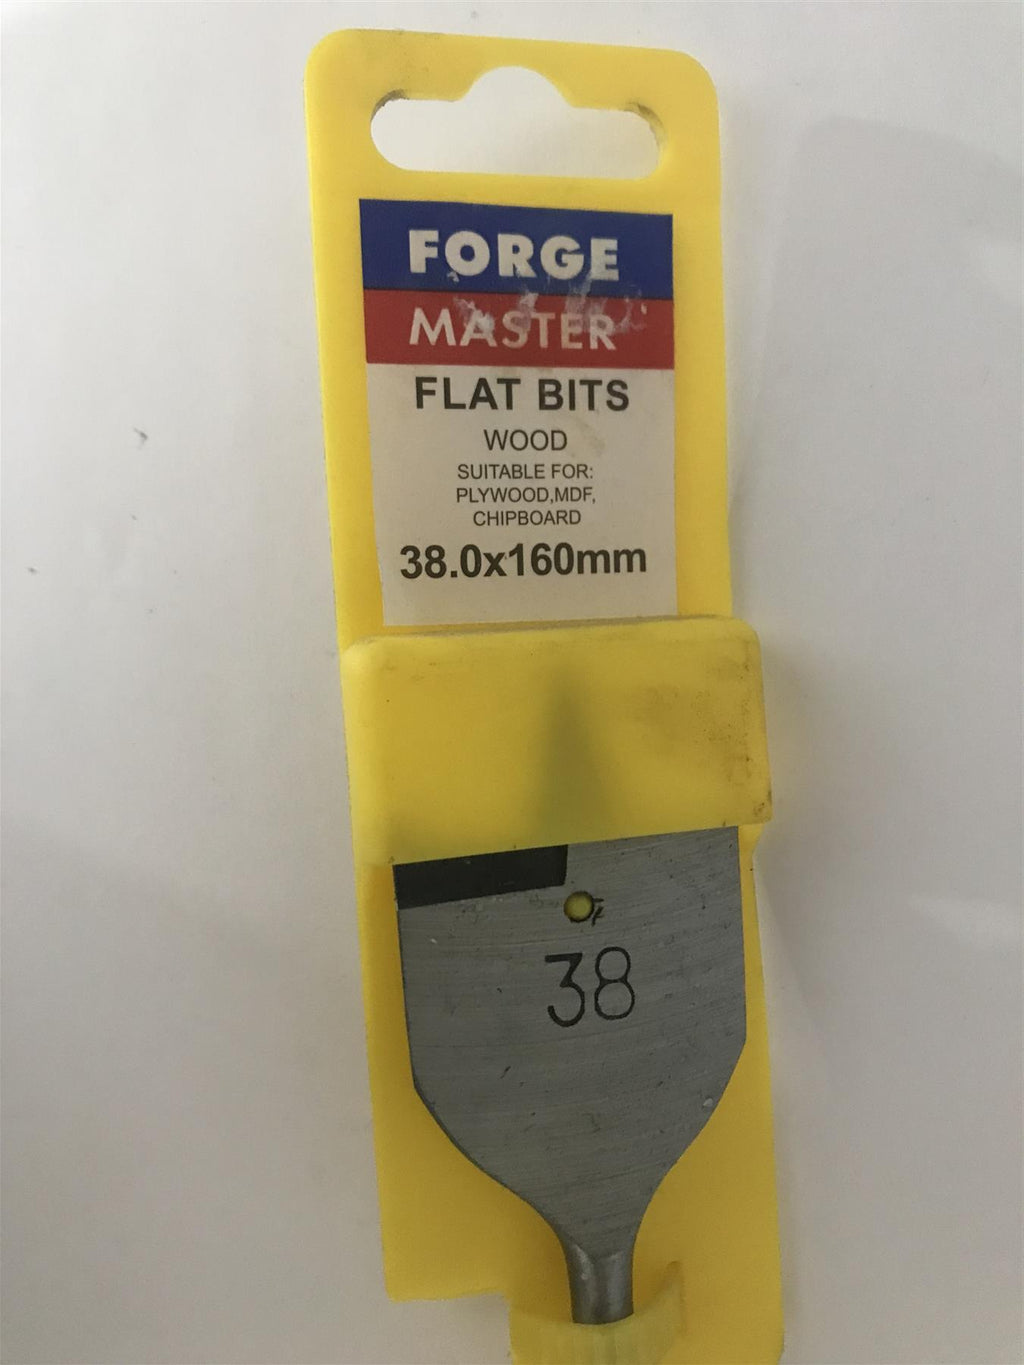 FORGE
MASTER
FLAT BITS
WOOD
SUITABLE FOR:
PLYWOOD,MDF,
CHIPBOARD
38.0x160mm
38